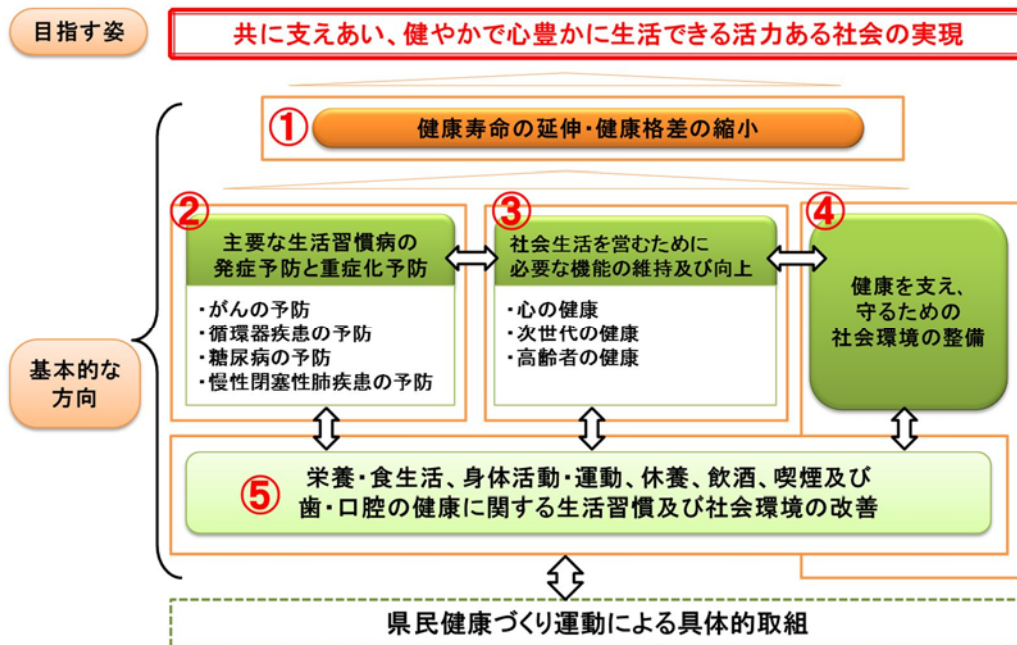 目指す姿
共に支えあい、健やかで心豊かに生活できる活力ある社会の実現
①
健康寿命の延伸・健康格差の縮小
基本的な
方向
②
主要な生活習慣病の
発症予防と重症化予防
・がんの予防
・循環器疾患の予防
・糖尿病の予防
・慢性閉塞性肺疾患の予防
③
社会生活を営むために
必要な機能の維持及び向上
・心の健康
・次世代の健康
・高齢者の健康
④
健康を支え、
守るための
社会環境の整備
⑤
栄養・食生活、身体活動・運動、休養、飲酒、喫煙及び
歯・口腔の健康に関する生活習慣及び社会環境の改善
県民健康づくり運動による具体的取組